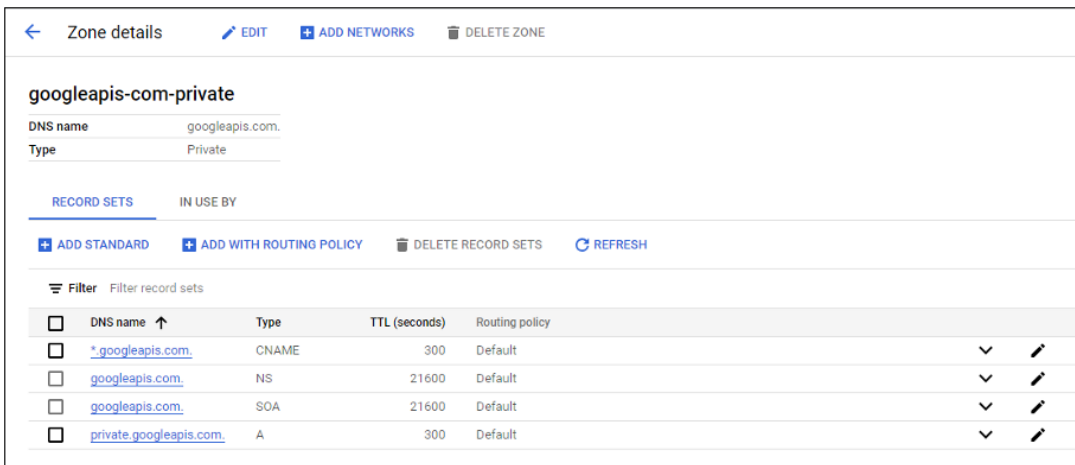 Zone details EDIT ADD NETWORKS DELETE ZONE
googleapis-com-private
DNS name googleapis.com.
Type Private
RECORD SETS IN USE BY
ADD STANDARD ADD WITH ROUTING POLICY DELETE RECORD SETS REFRESH
Filter Filter record sets
DNS name Type TTL (seconds) Routing policy
*.googleapis.com. CNAME 300 Default
googleapis.com. NS 21600 Default
googleapis.com. SOA 21600 Default
private.googleapis.com. A 300 Default